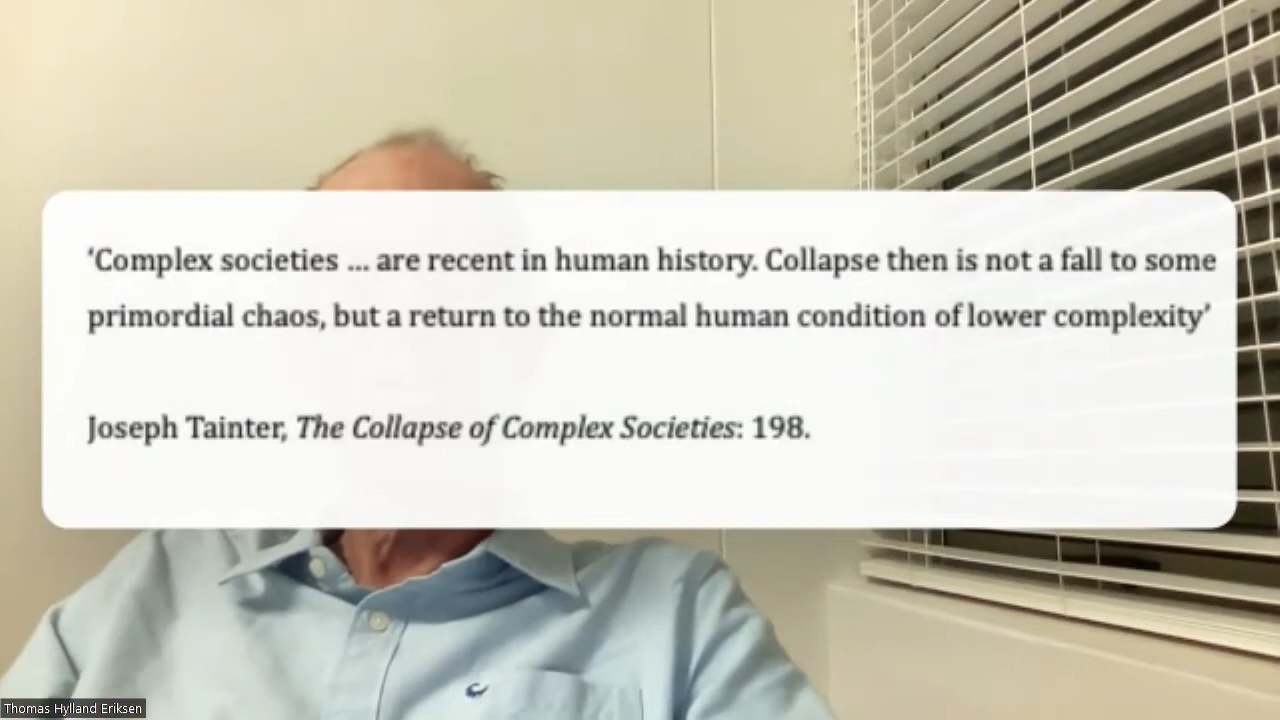 ‘Complex societies ... are recent in human history. Collapse then is not a fall to some
primordial chaos, but a return to the normal human condition of lower complexity’
Joseph Tainter, The Collapse of Complex Societies: 198.
Thomas Hylland Eriksen